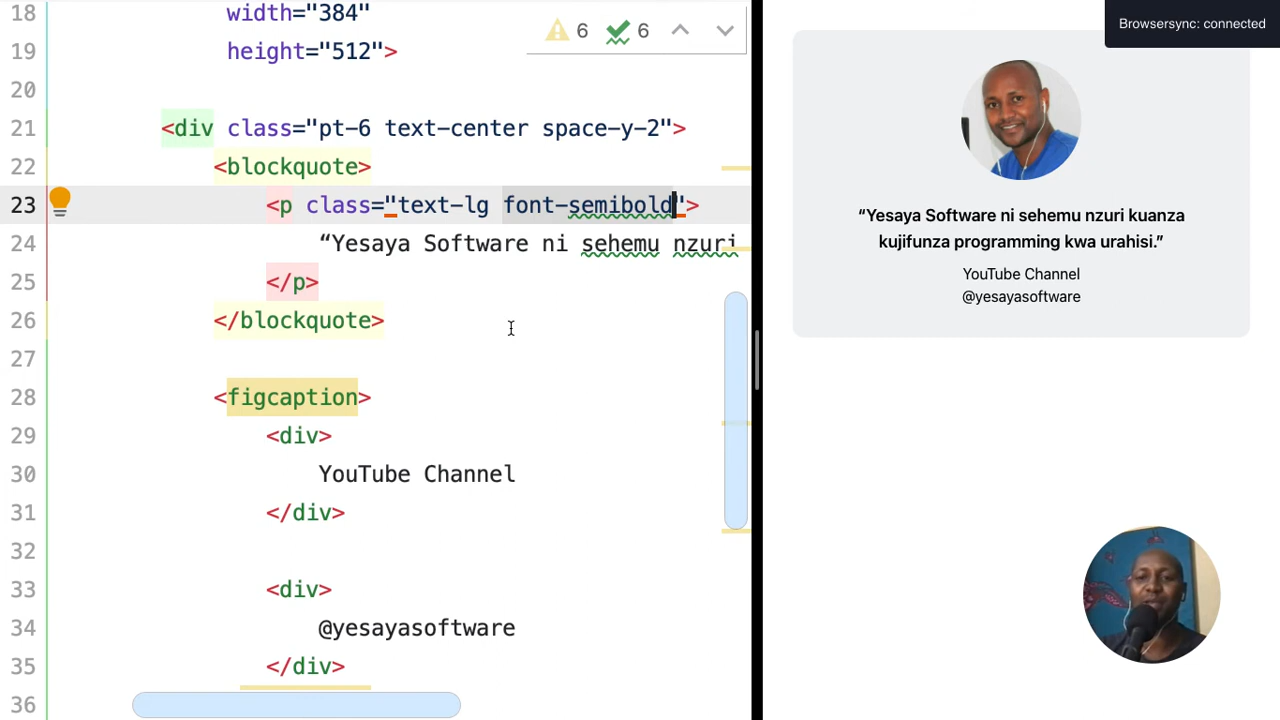 18 width="384"
19 height="512">
20
21 <div class="pt-6 text-center space-y-2">
22 <blockquote>
23 <p class="text-lg font-semibold">
24 “Yesaya Software ni sehemu nzuri
25 </p>
26 </blockquote>
27
28 <figcaption>
29 <div>
30 YouTube Channel
31 </div>
32
33 <div>
34 @yesayasoftware
35 </div>
36
6 6
Browsersync: connected
“Yesaya Software ni sehemu nzuri kuanza
kujifunza programming kwa urahisi.”
YouTube Channel
@yesayasoftware